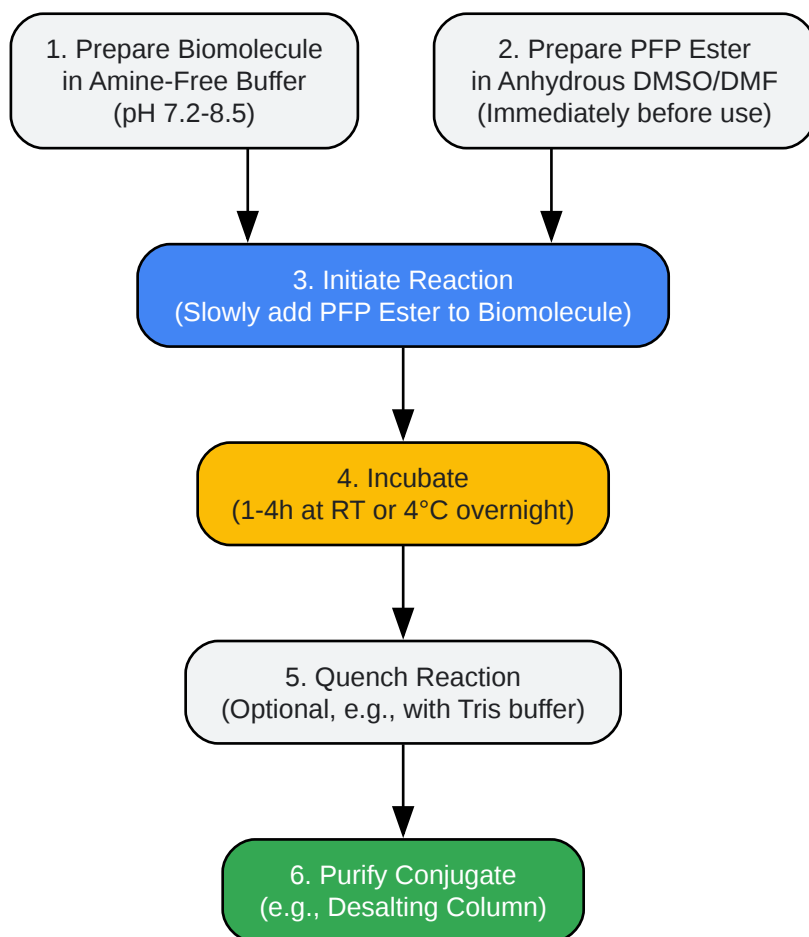 1. Prepare Biomolecule
in Amine-Free Buffer
(pH 7.2-8.5)
2. Prepare PFP Ester
in Anhydrous DMSO/DMF
(Immediately before use)
3. Initiate Reaction
(Slowly add PFP Ester to Biomolecule)
4. Incubate
(1-4h at RT or 4°C overnight)
5. Quench Reaction
(Optional, e.g., with Tris buffer)
6. Purify Conjugate
(e.g., Desalting Column)